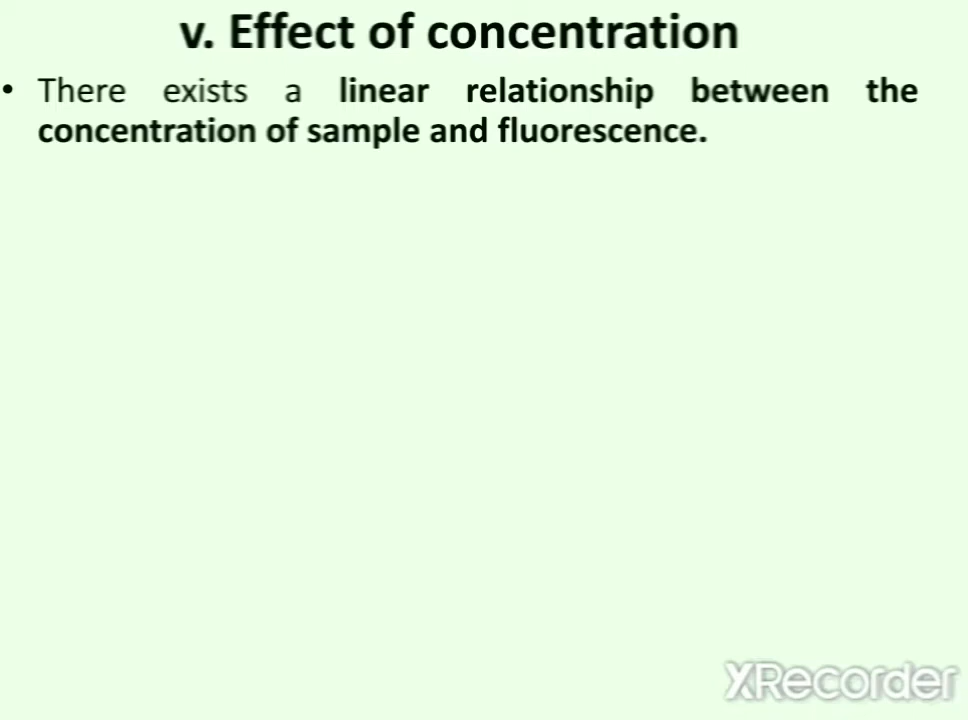 v. Effect of concentration
• There exists a linear relationship between the
concentration of sample and fluorescence.
XRecorder